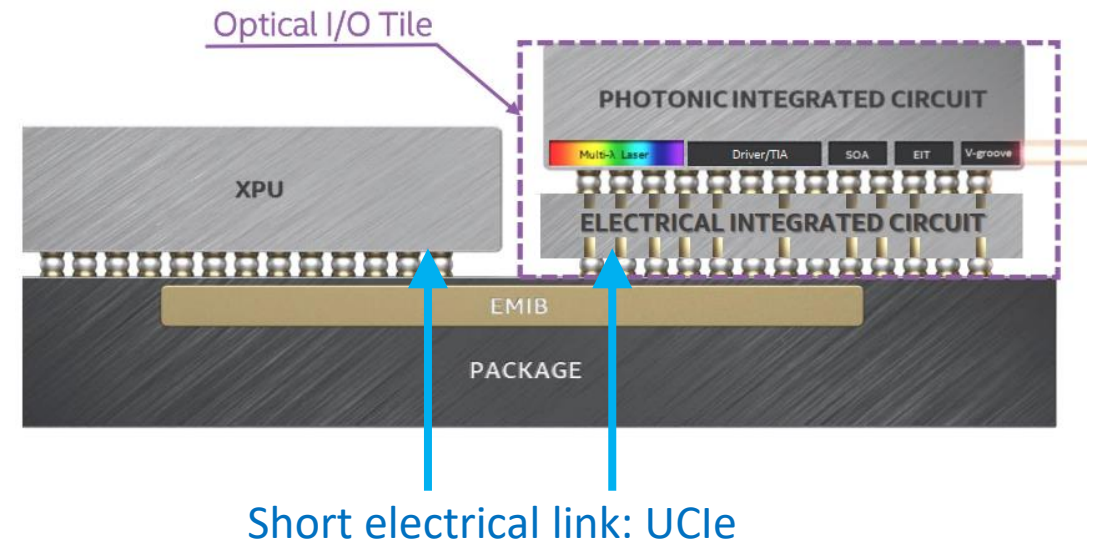 Optical I/O Tile
PHOTONIC INTEGRATED CIRCUIT
Multi-λ Laser
Driver/TIA
SOA
EIT
V-groove
XPU
ELECTRICAL INTEGRATED CIRCUIT
EMIB
PACKAGE
Short electrical link: UCIe